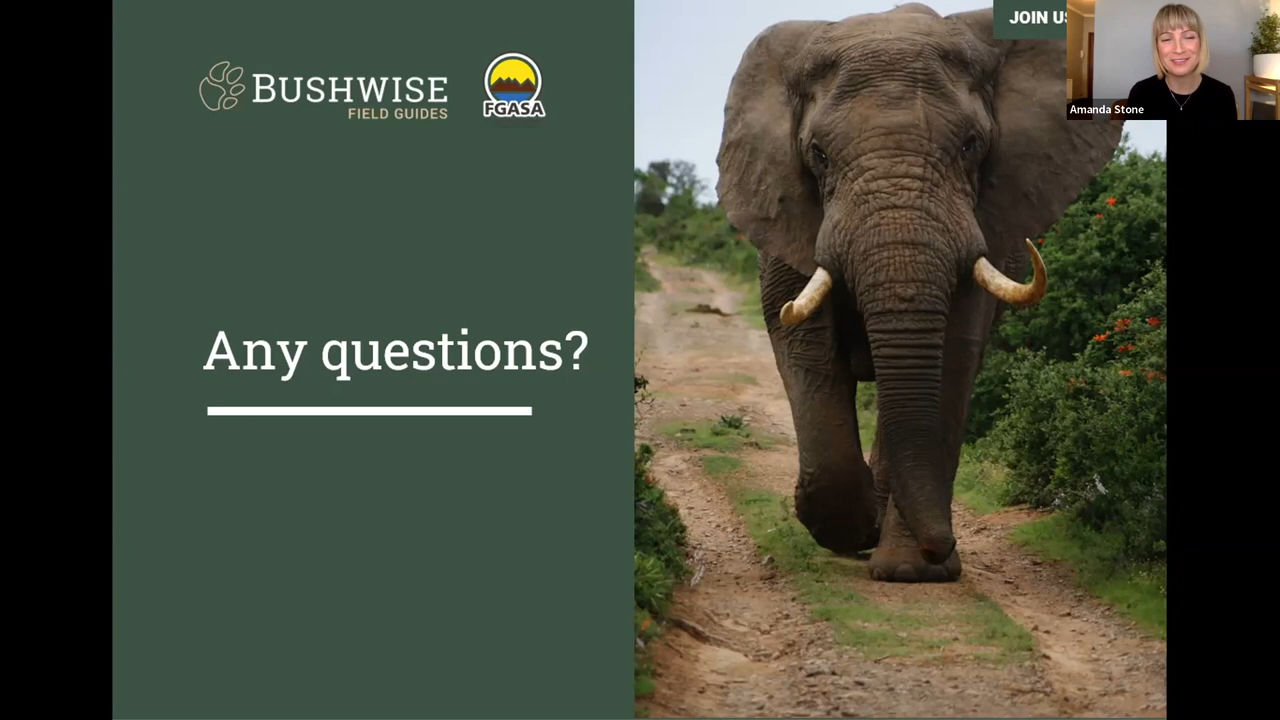 BUSHWISE
FIELD GUIDES
FGASA
JOIN US
Amanda Stone
Any questions?